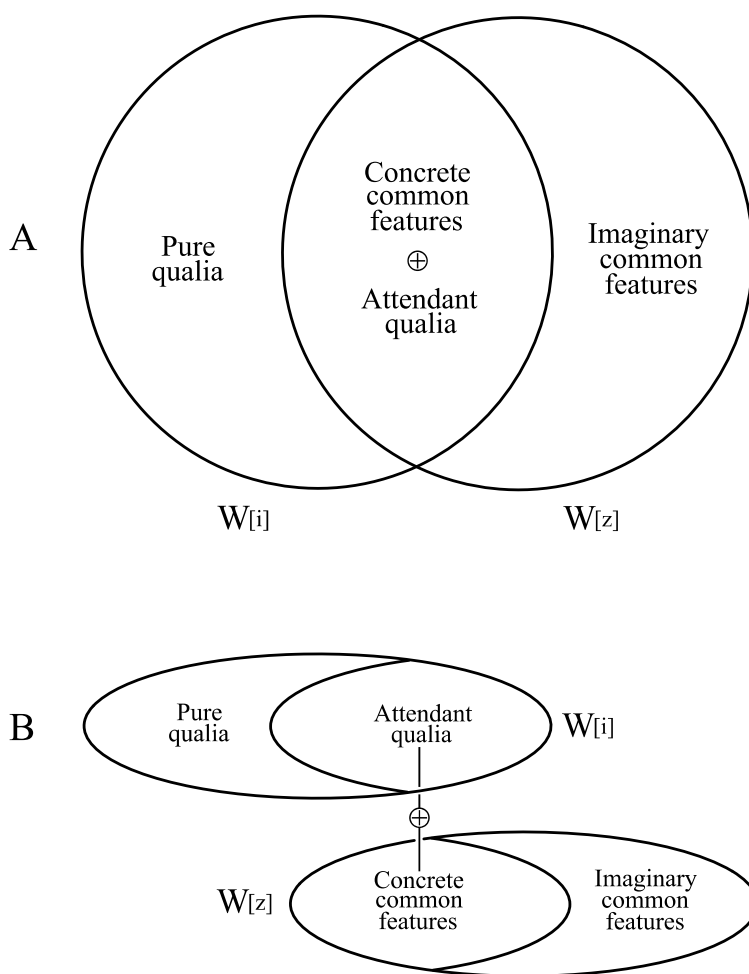 A
Pure
qualia
Concrete
common
features
⊕
Attendant
qualia
Imaginary
common
features
W[i]
W[z]
B
Pure
qualia
Attendant
qualia
W[i]
⊕
W[z]
Concrete
common
features
Imaginary
common
features